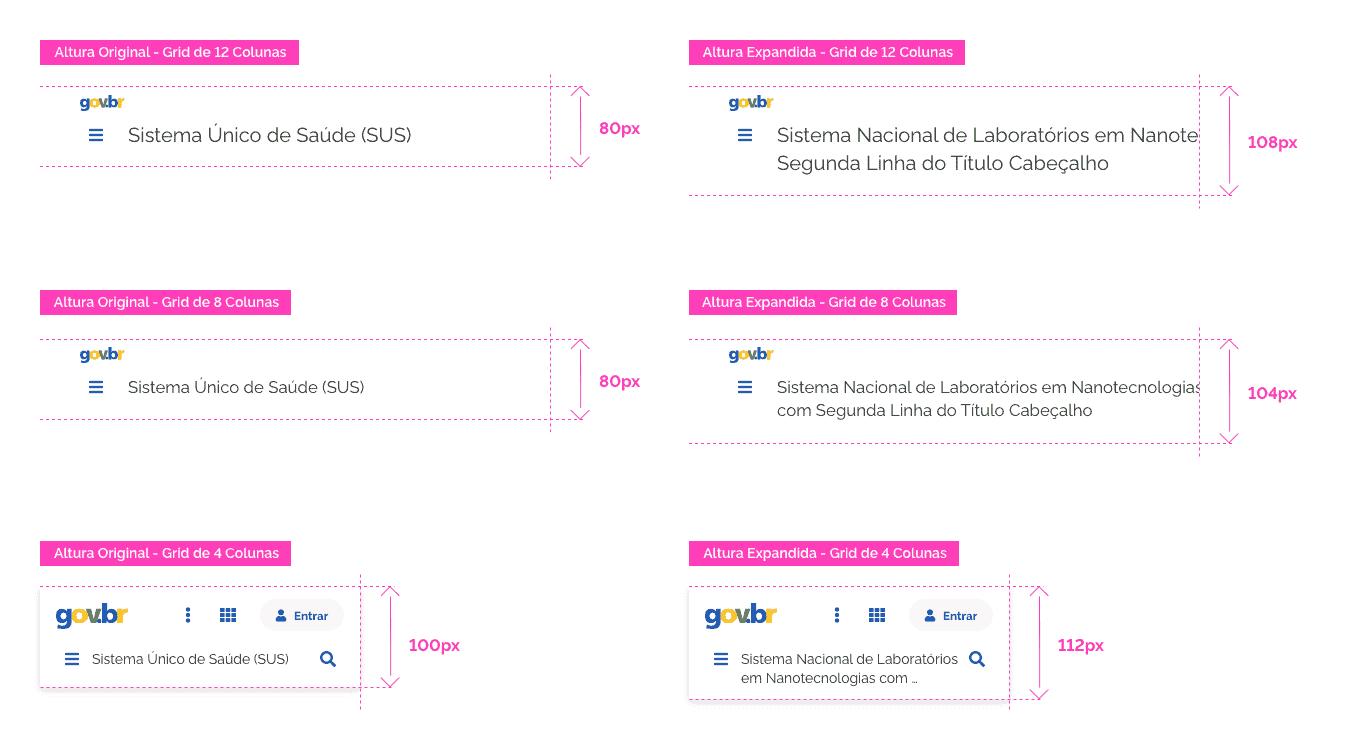 Altura Original - Grid de 12 Colunas
gov.br
Sistema Único de Saúde (SUS)
80px
Altura Expandida - Grid de 12 Colunas
gov.br
Sistema Nacional de Laboratórios em Nanote
Segunda Linha do Título Cabeçalho
108px
Altura Original - Grid de 8 Colunas
gov.br
Sistema Único de Saúde (SUS)
80px
Altura Expandida - Grid de 8 Colunas
gov.br
Sistema Nacional de Laboratórios em Nanotecnologias
com Segunda Linha do Título Cabeçalho
104px
Altura Original - Grid de 4 Colunas
gov.br
Entrar
Sistema Único de Saúde (SUS)
100px
Altura Expandida - Grid de 4 Colunas
gov.br
Entrar
Sistema Nacional de Laboratórios
em Nanotecnologias com ...
112px